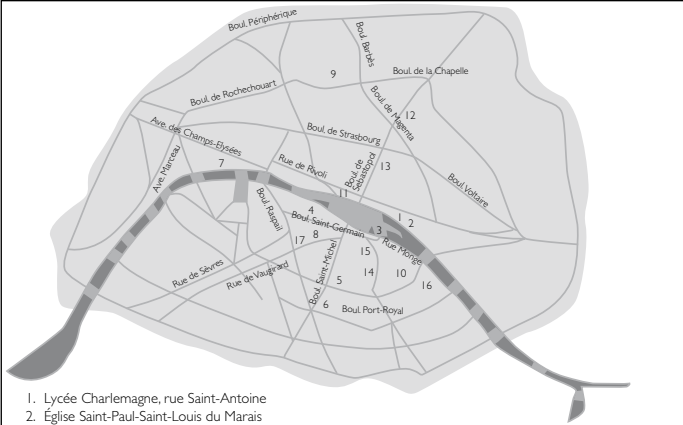 Boul. Périphérique
Boul. Barbès
9
Boul. de la Chapelle
Boul. de Rochechouart
Boul. de Magenta
12
Ave. des Champs-Elysées
Boul. de Strasbourg
Ave. Marceau
7
Rue de Rivoli
Boul. de Sebastopol
13
Boul. Voltaire
Boul. Raspail
11
4
1
2
Boul. Saint-Germain
3
17
8
Rue Monge
15
Rue de Sèvres
Rue de Vaugirard
Boul. Saint-Michel
5
14
10
16
6
Boul. Port-Royal
1. Lycée Charlemagne, rue Saint-Antoine
2. Église Saint-Paul-Saint-Louis du Marais